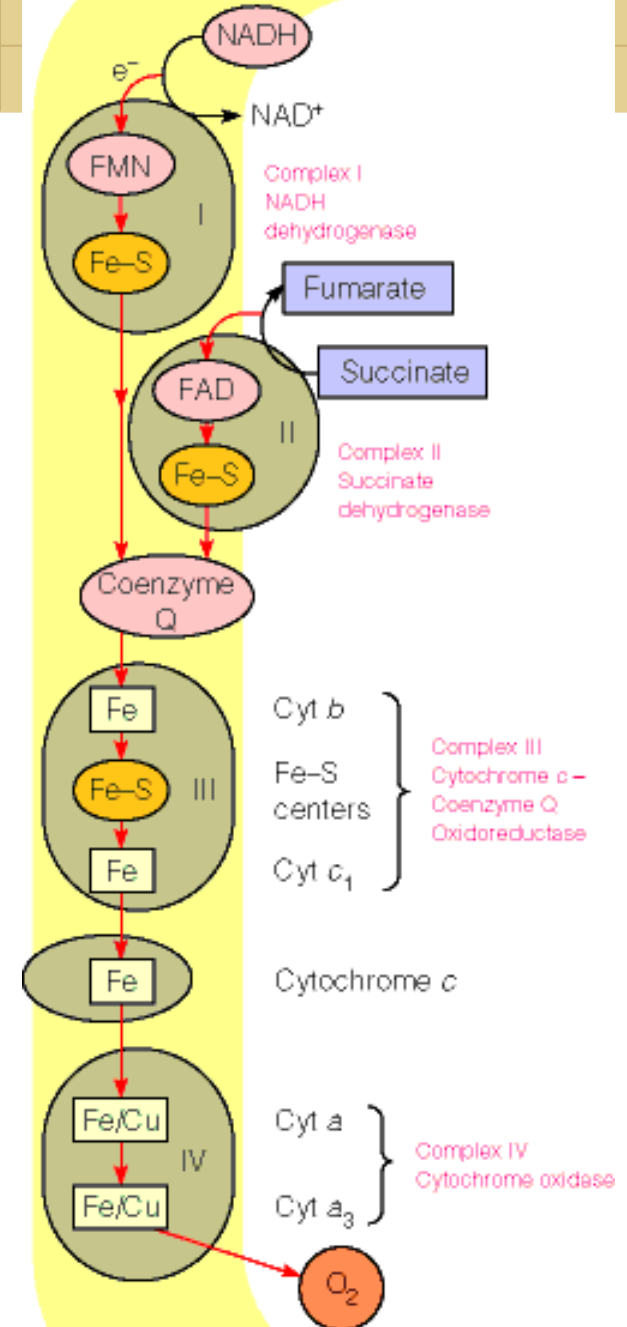 NADH
e⁻
NAD⁺
FMN
Complex I
NADH
dehydrogenase
I
Fe–S
Fumarate
Succinate
FAD
II
Complex II
Succinate
dehydrogenase
Fe–S
Coenzyme
Q
Fe
Cyt b
Fe–S
III
Fe–S
centers
Complex III
Cytochrome c –
Coenzyme Q
Oxidoreductase
Fe
Cyt c₁
Fe
Cytochrome c
Fe/Cu
Cyt a
IV
Complex IV
Cytochrome oxidase
Fe/Cu
Cyt a₃
O₂